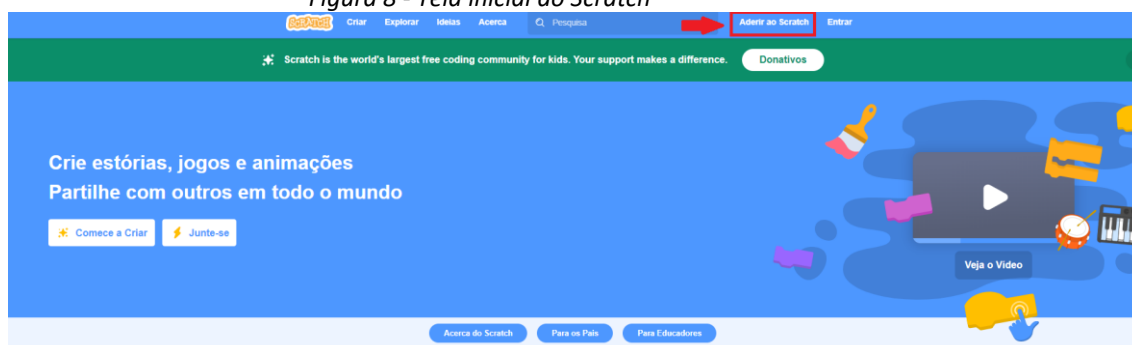 Figura 8 - Tela inicial do Scratch
SCRATCH Criar Explorar Ideias Acerca Pesquisa Aderir ao Scratch Entrar
Scratch is the world's largest free coding community for kids. Your support makes a difference. Donativos
Crie estórias, jogos e animações
Partilhe com outros em todo o mundo
Comece a Criar Junte-se
Veja o Video
Acerca do Scratch Para os Pais Para Educadores